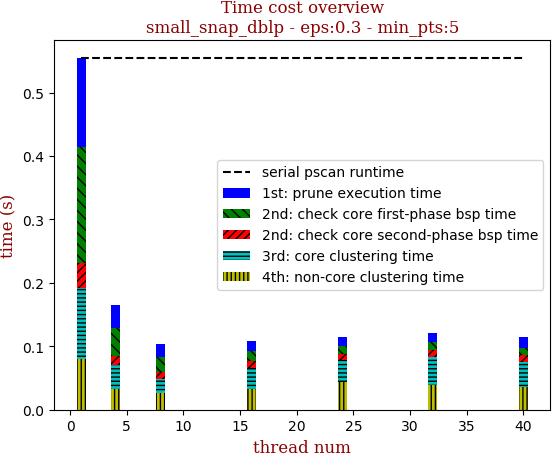 Time cost overview
small_snap_dblp - eps:0.3 - min_pts:5
time (s)
0.5
0.4
0.3
0.2
0.1
0.0
serial pscan runtime
1st: prune execution time
2nd: check core first-phase bsp time
2nd: check core second-phase bsp time
3rd: core clustering time
4th: non-core clustering time
0 5 10 15 20 25 30 35 40
thread num